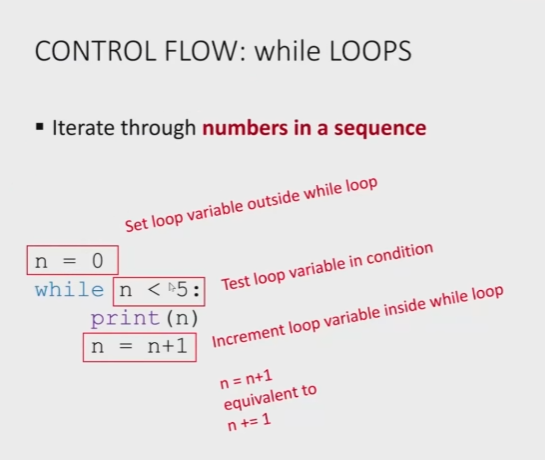 CONTROL FLOW: while LOOPS
▪ Iterate through numbers in a sequence
Set loop variable outside while loop
n = 0
while n < 5:
Test loop variable in condition
print(n)
n = n+1
Increment loop variable inside while loop
n = n+1
equivalent to
n += 1